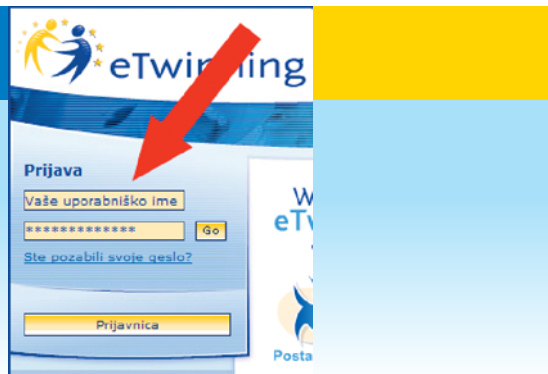 eTwinning
Prijava
Vaše uporabniško ime
*************
Go
Ste pozabili svoje geslo?
Prijavnica
W
eTw
Posta